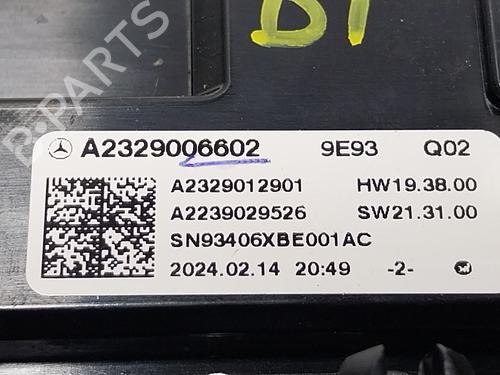 B1
A2329006602 9E93 Q02
A2329012901 HW19.38.00
A2239029526 SW21.31.00
SN93406XBE001AC
2024.02.14 20:49 -2-
B-PARTS